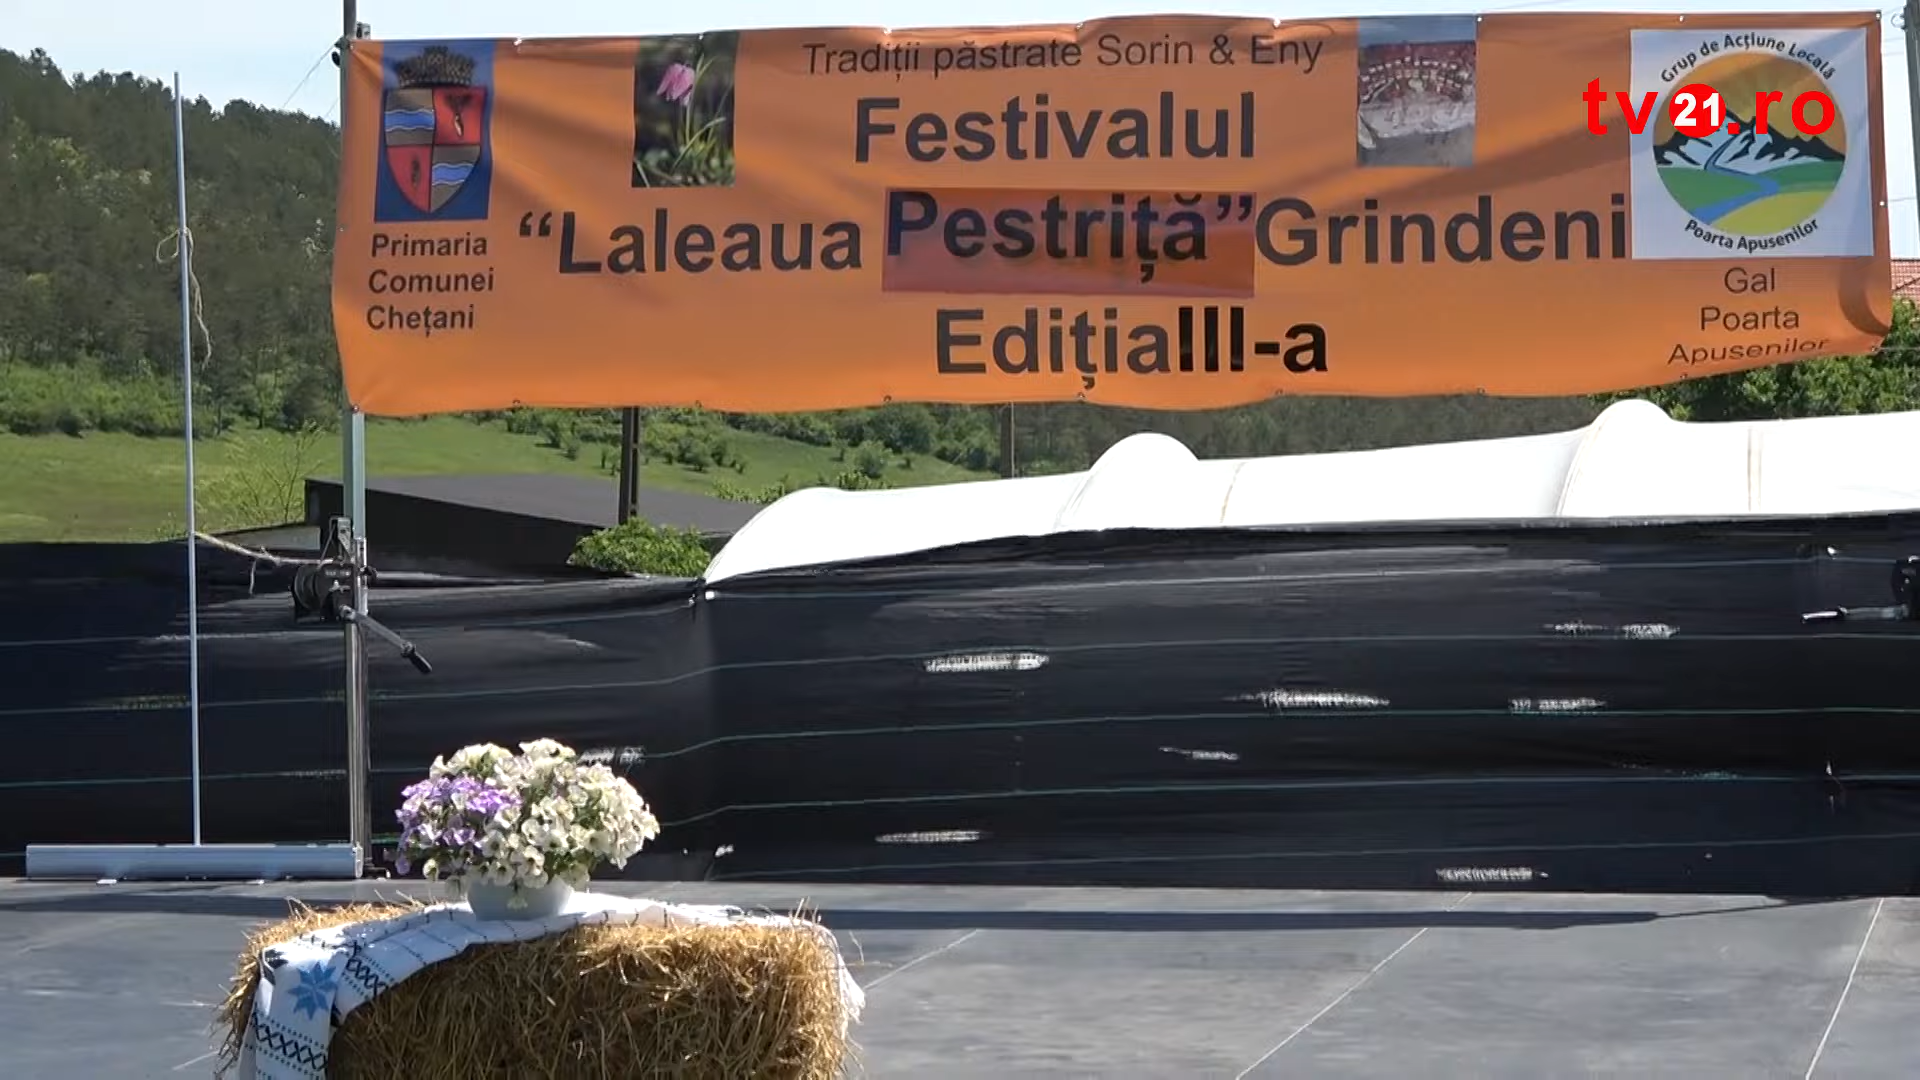 Tradiții păstrate Sorin & Eny
Festivalul
“Laleaua Pestriță” Grindeni
Ediția III-a
Primaria
Comunei
Chețani
Grup de Acțiune Locală
Poarta Apusenilor
Gal
Poarta
Apusenilor
tv21.ro